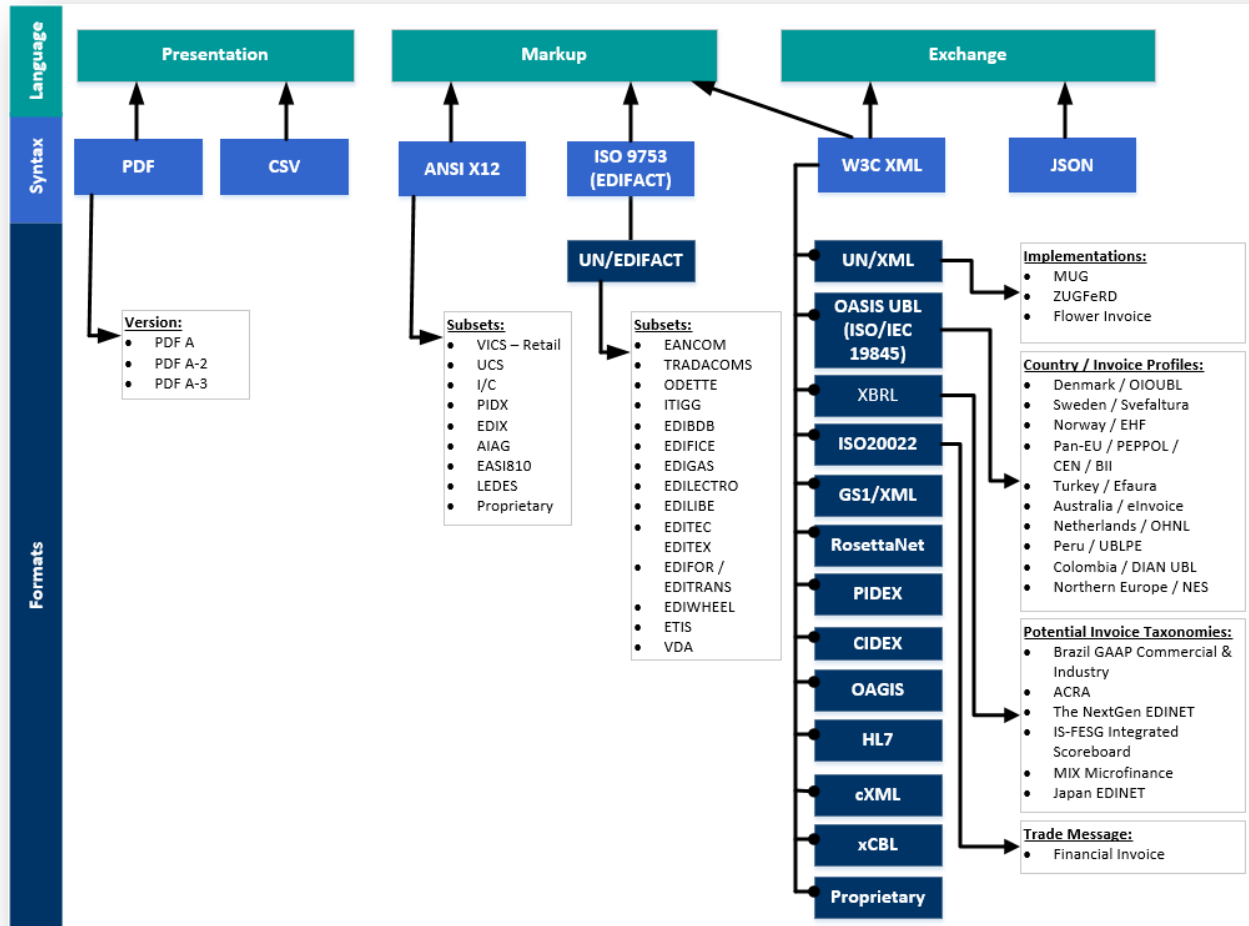 Language
Presentation
Markup
Exchange
Syntax
PDF
CSV
ANSI X12
ISO 9753
(EDIFACT)
W3C XML
JSON
Formats
UN/EDIFACT
Version:
• PDF A
• PDF A-2
• PDF A-3
Subsets:
• VICS – Retail
• UCS
• I/C
• PIDX
• EDIX
• AIAG
• EASI810
• LEDES
• Proprietary
Subsets:
• EANCOM
• TRADACOMS
• ODETTE
• ITIGG
• EDIBDB
• EDIFICE
• EDIGAS
• EDILECTRO
• EDILIBE
• EDITEC
EDITEX
• EDIFOR /
EDITRANS
• EDIWHEEL
• ETIS
• VDA
UN/XML
OASIS UBL
(ISO/IEC
19845)
XBRL
ISO20022
GS1/XML
RosettaNet
PIDEX
CIDEX
OAGIS
HL7
cXML
xCBL
Proprietary
Implementations:
• MUG
• ZUGFeRD
• Flower Invoice
Country / Invoice Profiles:
• Denmark / OIOUBL
• Sweden / Svefaltura
• Norway / EHF
• Pan-EU / PEPPOL /
CEN / BII
• Turkey / Efaura
• Australia / eInvoice
• Netherlands / OHNL
• Peru / UBLPE
• Colombia / DIAN UBL
• Northern Europe / NES
Potential Invoice Taxonomies:
• Brazil GAAP Commercial &
Industry
• ACRA
• The NextGen EDINET
• IS-FESG Integrated
Scoreboard
• MIX Microfinance
• Japan EDINET
Trade Message:
• Financial Invoice